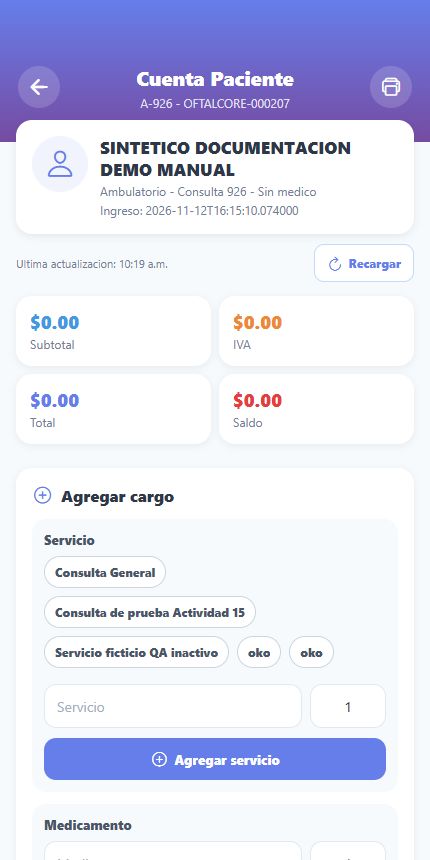 Cuenta Paciente
A-926 - OFTALCORE-000207
SINTETICO DOCUMENTACION
DEMO MANUAL
Ambulatorio - Consulta 926 - Sin medico
Ingreso: 2026-11-12T16:15:10.074000
Ultima actualizacion: 10:19 a.m.
Recargar
$0.00
Subtotal
$0.00
IVA
$0.00
Total
$0.00
Saldo
Agregar cargo
Servicio
Consulta General
Consulta de prueba Actividad 15
Servicio ficticio QA inactivo
oko
oko
Servicio
1
Agregar servicio
Medicamento